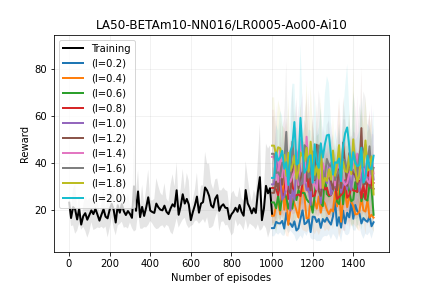 LA50-BETAm10-NN016/LR0005-Ao00-Ai10
Training
(l=0.2)
(l=0.4)
(l=0.6)
(l=0.8)
(l=1.0)
(l=1.2)
(l=1.4)
(l=1.6)
(l=1.8)
(l=2.0)
Reward
80
60
40
20
0 200 400 600 800 1000 1200 1400
Number of episodes